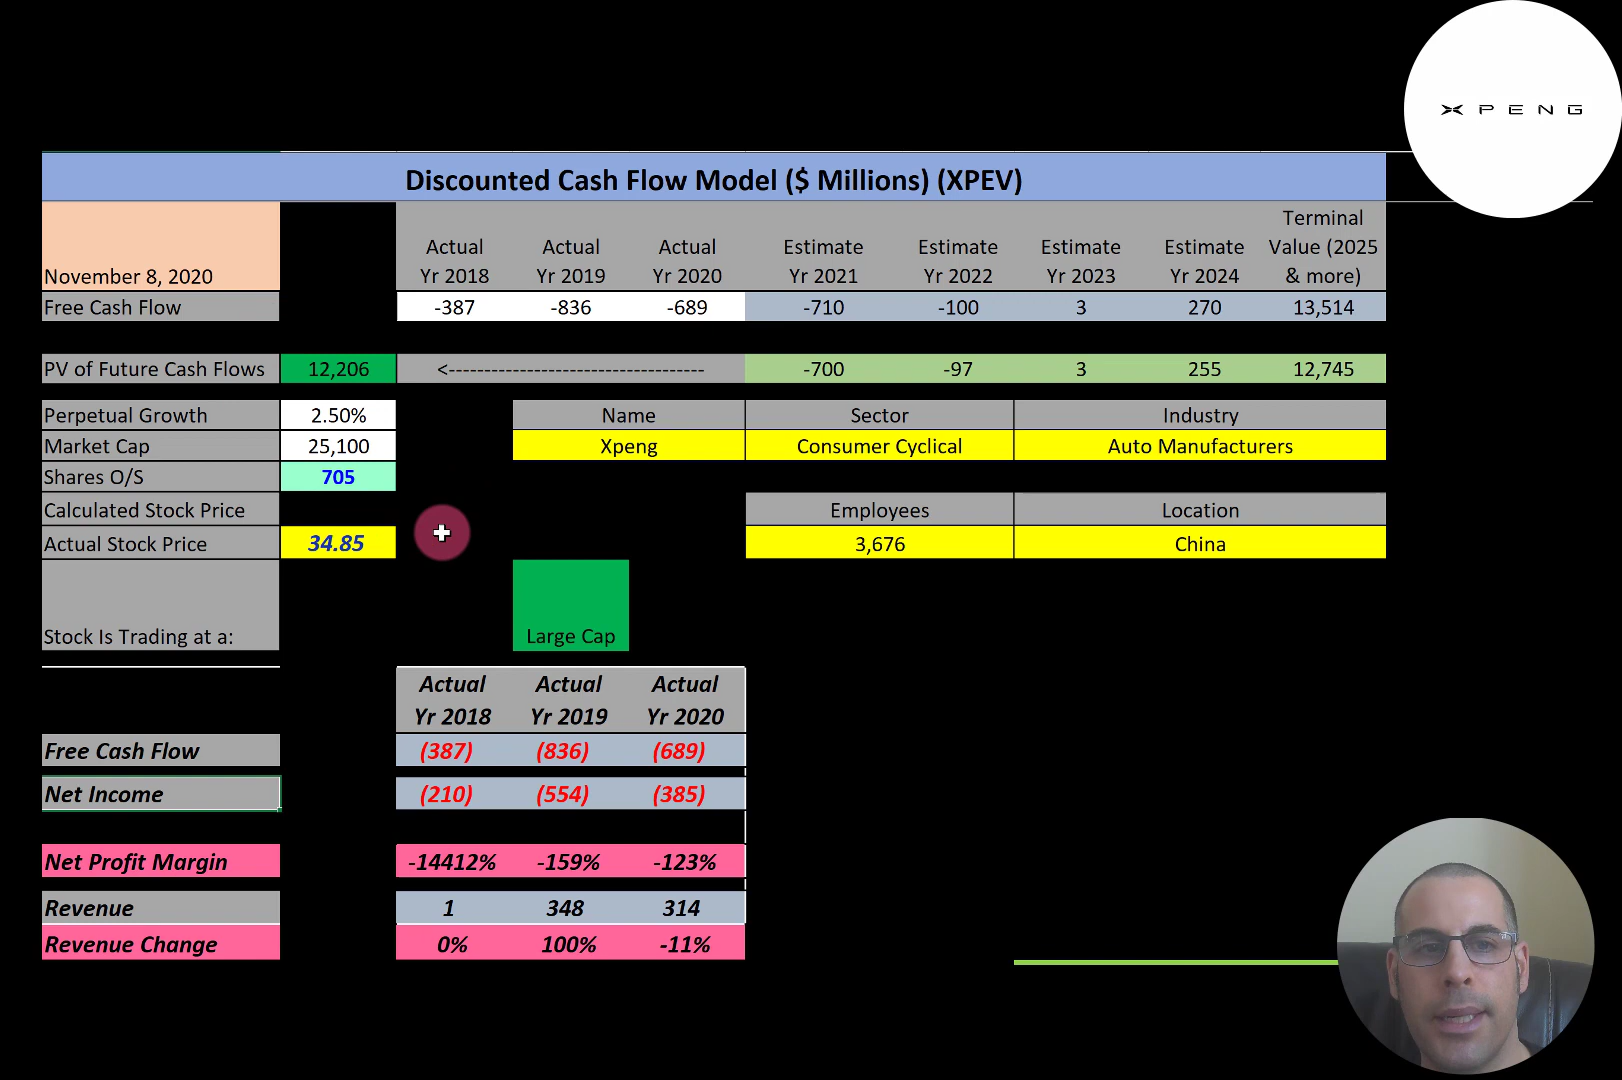 XPENG
Discounted Cash Flow Model ($ Millions) (XPEV)
November 8, 2020 Actual Yr 2018 Actual Yr 2019 Actual Yr 2020 Estimate Yr 2021 Estimate Yr 2022 Estimate Yr 2023 Estimate Yr 2024 Terminal Value (2025 & more)
Free Cash Flow -387 -836 -689 -710 -100 3 270 13,514
PV of Future Cash Flows 12,206 <----------------------------------- -700 -97 3 255 12,745
Perpetual Growth 2.50% Name Sector Industry
Market Cap 25,100 Xpeng Consumer Cyclical Auto Manufacturers
Shares O/S 705
Calculated Stock Price Employees Location
Actual Stock Price 34.85 3,676 China
Stock Is Trading at a: Large Cap
Actual Yr 2018 Actual Yr 2019 Actual Yr 2020
Free Cash Flow (387) (836) (689)
Net Income (210) (554) (385)
Net Profit Margin -14412% -159% -123%
Revenue 1 348 314
Revenue Change 0% 100% -11%